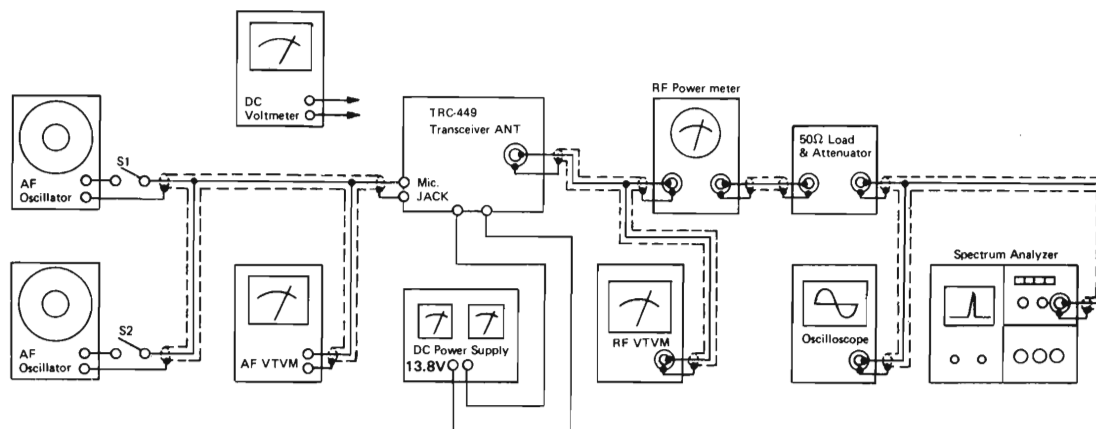 DC
Voltmeter
AF
Oscillator
S1
TRC-449
Transceiver ANT
Mic.
JACK
RF Power meter
50Ω Load
& Attenuator
AF
Oscillator
S2
AF VTVM
DC Power Supply
13.8V
RF VTVM
Oscilloscope
Spectrum Analyzer